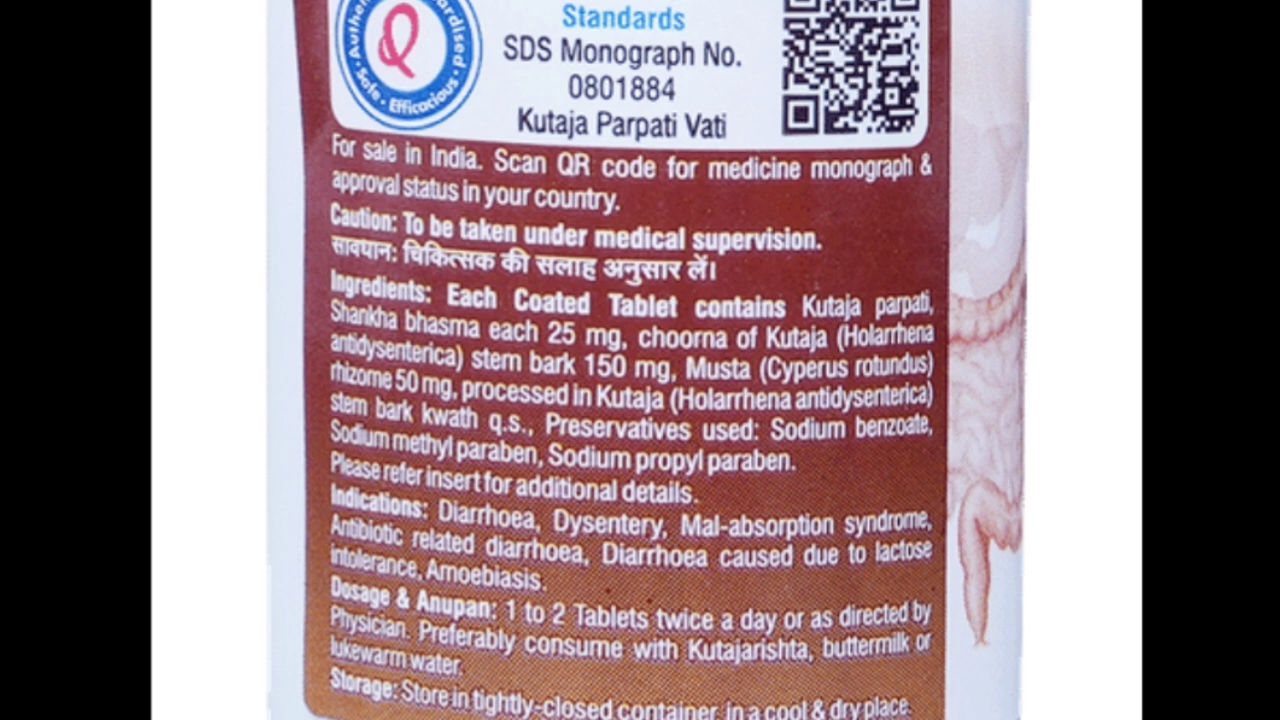 Standards
SDS Monograph No.
0801884
Kutaja Parpati Vati
Safe · Efficacious
For sale in India. Scan QR code for medicine monograph &
approval status in your country.
Caution: To be taken under medical supervision.
सावधान: चिकित्सक की सलाह अनुसार लें।
Ingredients: Each Coated Tablet contains Kutaja parpati,
Shankha bhasma each 25 mg, choorna of Kutaja (Holarrhena
antidysenterica) stem bark 150 mg, Musta (Cyperus rotundus)
rhizome 50 mg, processed in Kutaja (Holarrhena antidysenterica)
stem bark kwath q.s., Preservatives used: Sodium benzoate,
Sodium methyl paraben, Sodium propyl paraben.
Please refer insert for additional details.
Indications: Diarrhoea, Dysentery, Mal-absorption syndrome,
Antibiotic related diarrhoea, Diarrhoea caused due to lactose
intolerance, Amoebiasis.
Dosage & Anupan: 1 to 2 Tablets twice a day or as directed by
Physician. Preferably consume with Kutajarishta, buttermilk or
lukewarm water.
Storage: Store in tightly-closed container, in a cool & dry place.